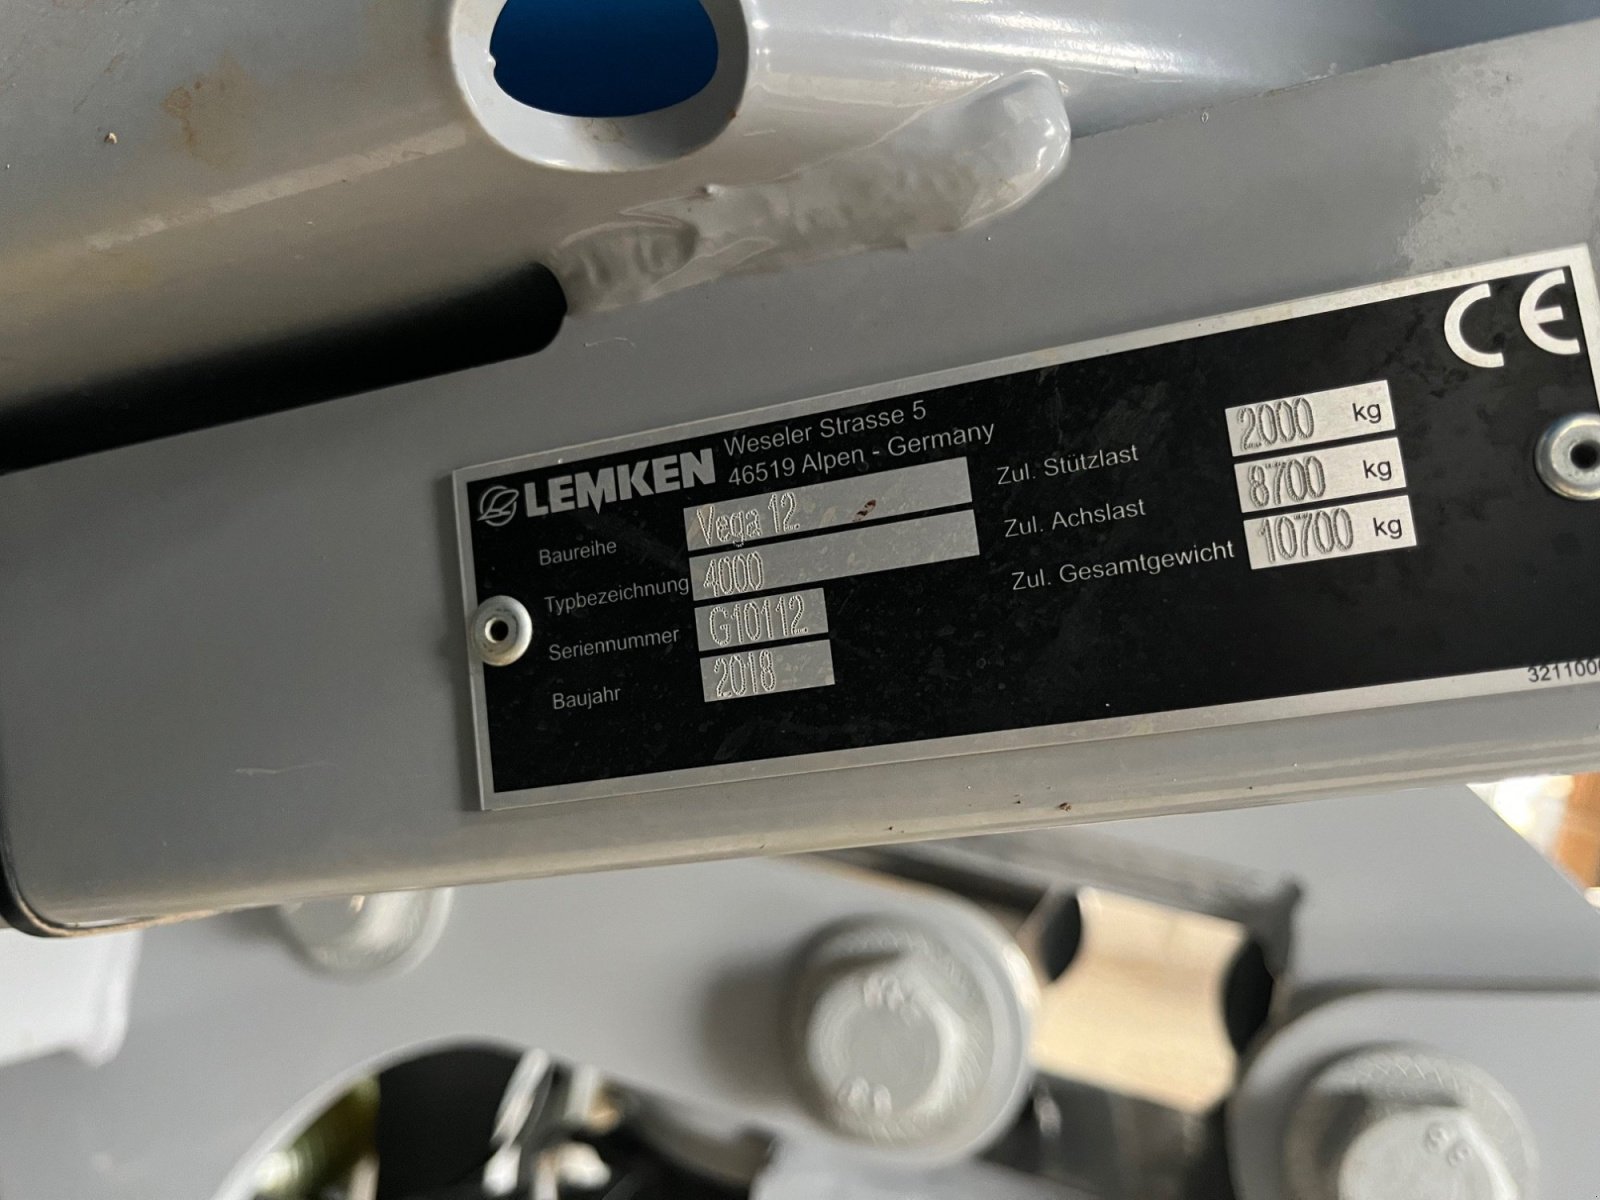 CE
LEMKEN Weseler Strasse 5
46519 Alpen - Germany
Baureihe Vega 12
Typbezeichnung 4000
Seriennummer G10112
Baujahr 2018
Zul. Stützlast 2000 kg
Zul. Achslast 8700 kg
Zul. Gesamtgewicht 10700 kg